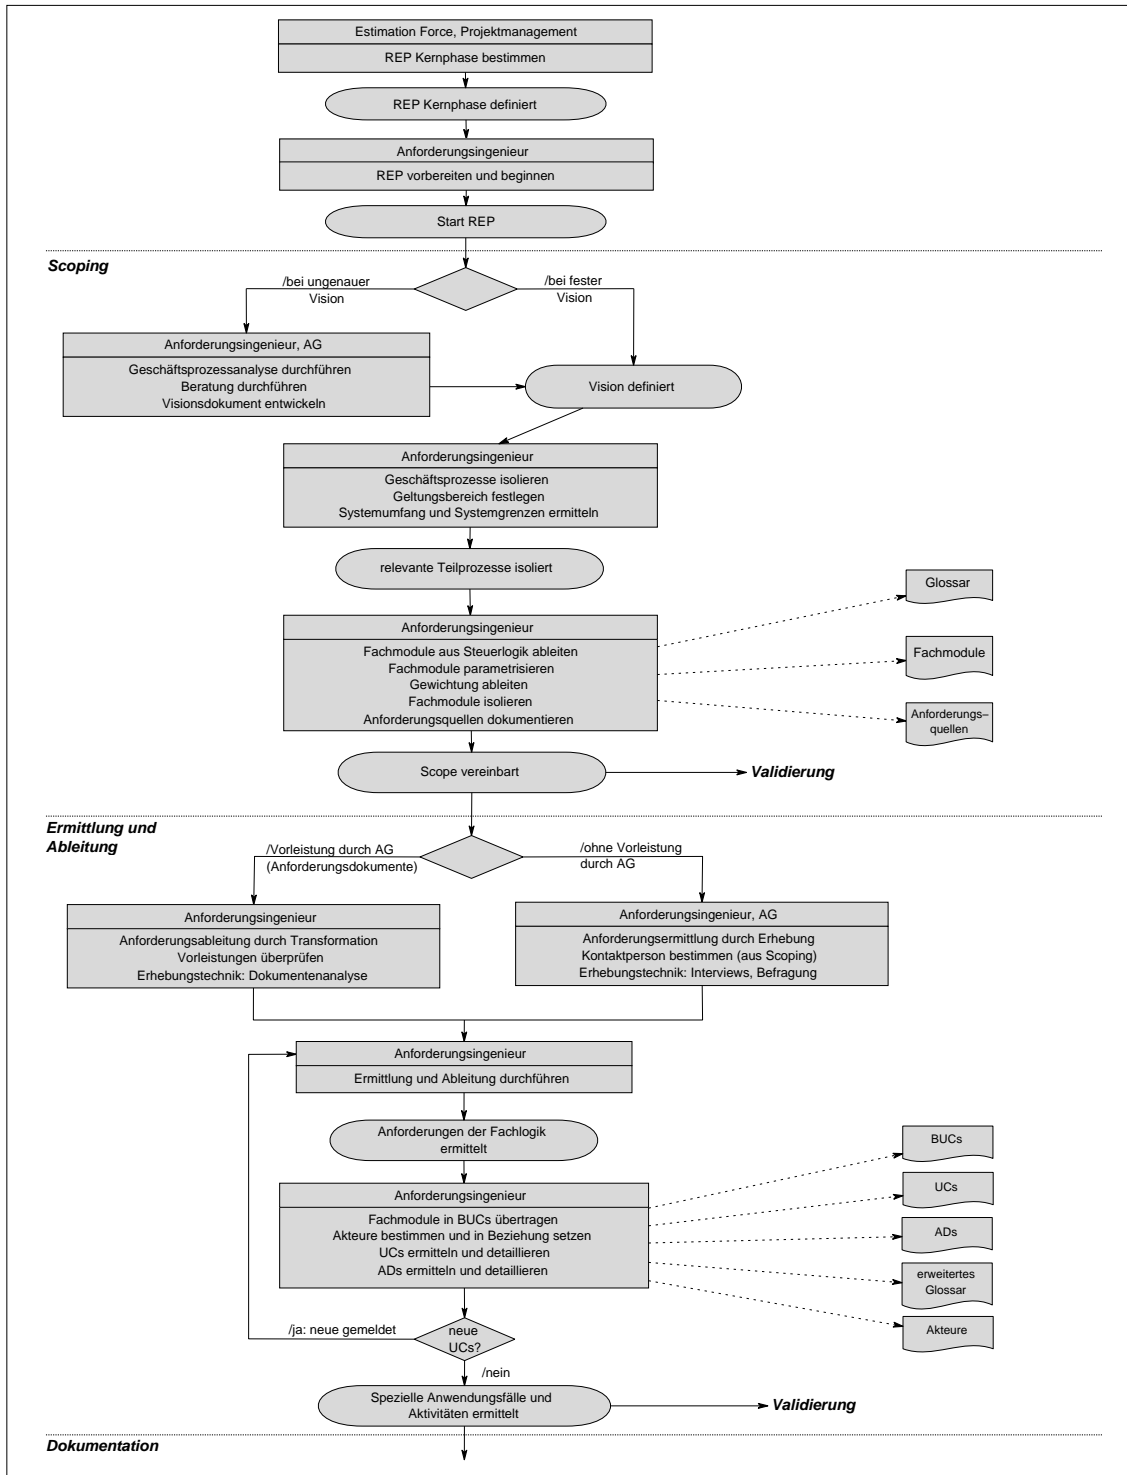 Estimation Force, Projektmanagement
REP Kernphase bestimmen
REP Kernphase definiert
Anforderungsingenieur
REP vorbereiten und beginnen
Start REP
Scoping
/bei ungenauer
Vision
/bei fester
Vision
Anforderungsingenieur, AG
Geschäftsprozessanalyse durchführen
Beratung durchführen
Visionsdokument entwickeln
Vision definiert
Anforderungsingenieur
Geschäftsprozesse isolieren
Geltungsbereich festlegen
Systemumfang und Systemgrenzen ermitteln
relevante Teilprozesse isoliert
Anforderungsingenieur
Fachmodule aus Steuerlogik ableiten
Fachmodule parametrisieren
Gewichtung ableiten
Fachmodule isolieren
Anforderungsquellen dokumentieren
Glossar
Fachmodule
Anforderungs–
quellen
Scope vereinbart
Validierung
Ermittlung und
Ableitung
/Vorleistung durch AG
(Anforderungsdokumente)
/ohne Vorleistung
durch AG
Anforderungsingenieur
Anforderungsableitung durch Transformation
Vorleistungen überprüfen
Erhebungstechnik: Dokumentenanalyse
Anforderungsingenieur, AG
Anforderungsermittlung durch Erhebung
Kontaktperson bestimmen (aus Scoping)
Erhebungstechnik: Interviews, Befragung
Anforderungsingenieur
Ermittlung und Ableitung durchführen
Anforderungen der Fachlogik
ermittelt
Anforderungsingenieur
Fachmodule in BUCs übertragen
Akteure bestimmen und in Beziehung setzen
UCs ermitteln und detaillieren
ADs ermitteln und detaillieren
BUCs
UCs
ADs
erweitertes
Glossar
Akteure
/ja: neue gemeldet
neue
UCs?
/nein
Spezielle Anwendungsfälle und
Aktivitäten ermittelt
Validierung
Dokumentation